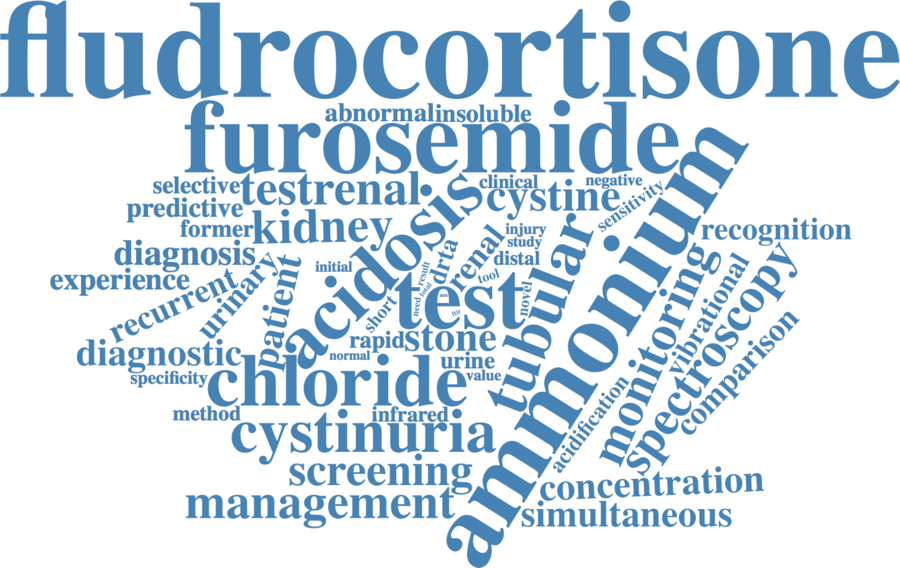 fludrocortisone
abnormal
insoluble
furosemide
selective
test
renal
clinical
negative
cystine
sensitivity
predictive
former
kidney
acidosis
ammonium
recognition
injury
study
distal
diagnosis
experience
initial
result
drta
renal
tool
tubular
recurrent
urinary
patient
short
need
total
test
novel
monitoring
vibrational
spectroscopy
comparison
diagnostic
rapid
stone
normal
urine
value
specificity
chloride
method
infrared
acidification
cystinuria
screening
concentration
management
simultaneous